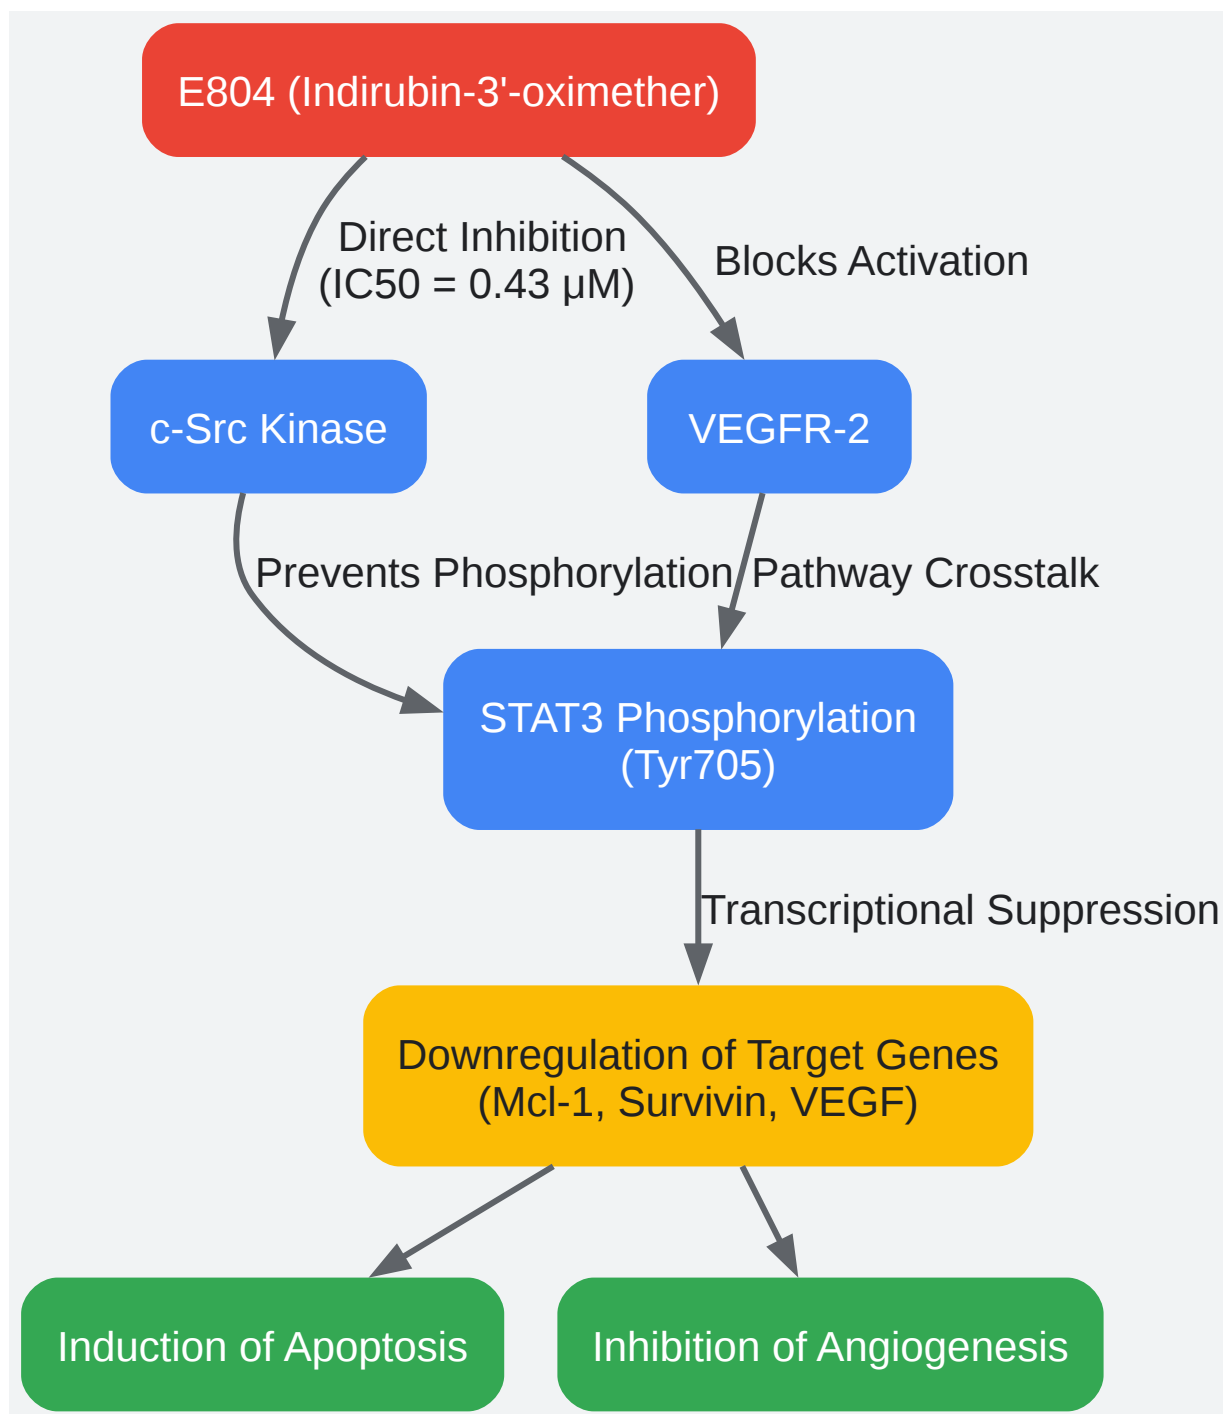 E804 (Indirubin-3'-oximether)
Direct Inhibition
(IC50 = 0.43 μM)
Blocks Activation
c-Src Kinase
VEGFR-2
Prevents Phosphorylation
Pathway Crosstalk
STAT3 Phosphorylation
(Tyr705)
Transcriptional Suppression
Downregulation of Target Genes
(Mcl-1, Survivin, VEGF)
Induction of Apoptosis
Inhibition of Angiogenesis